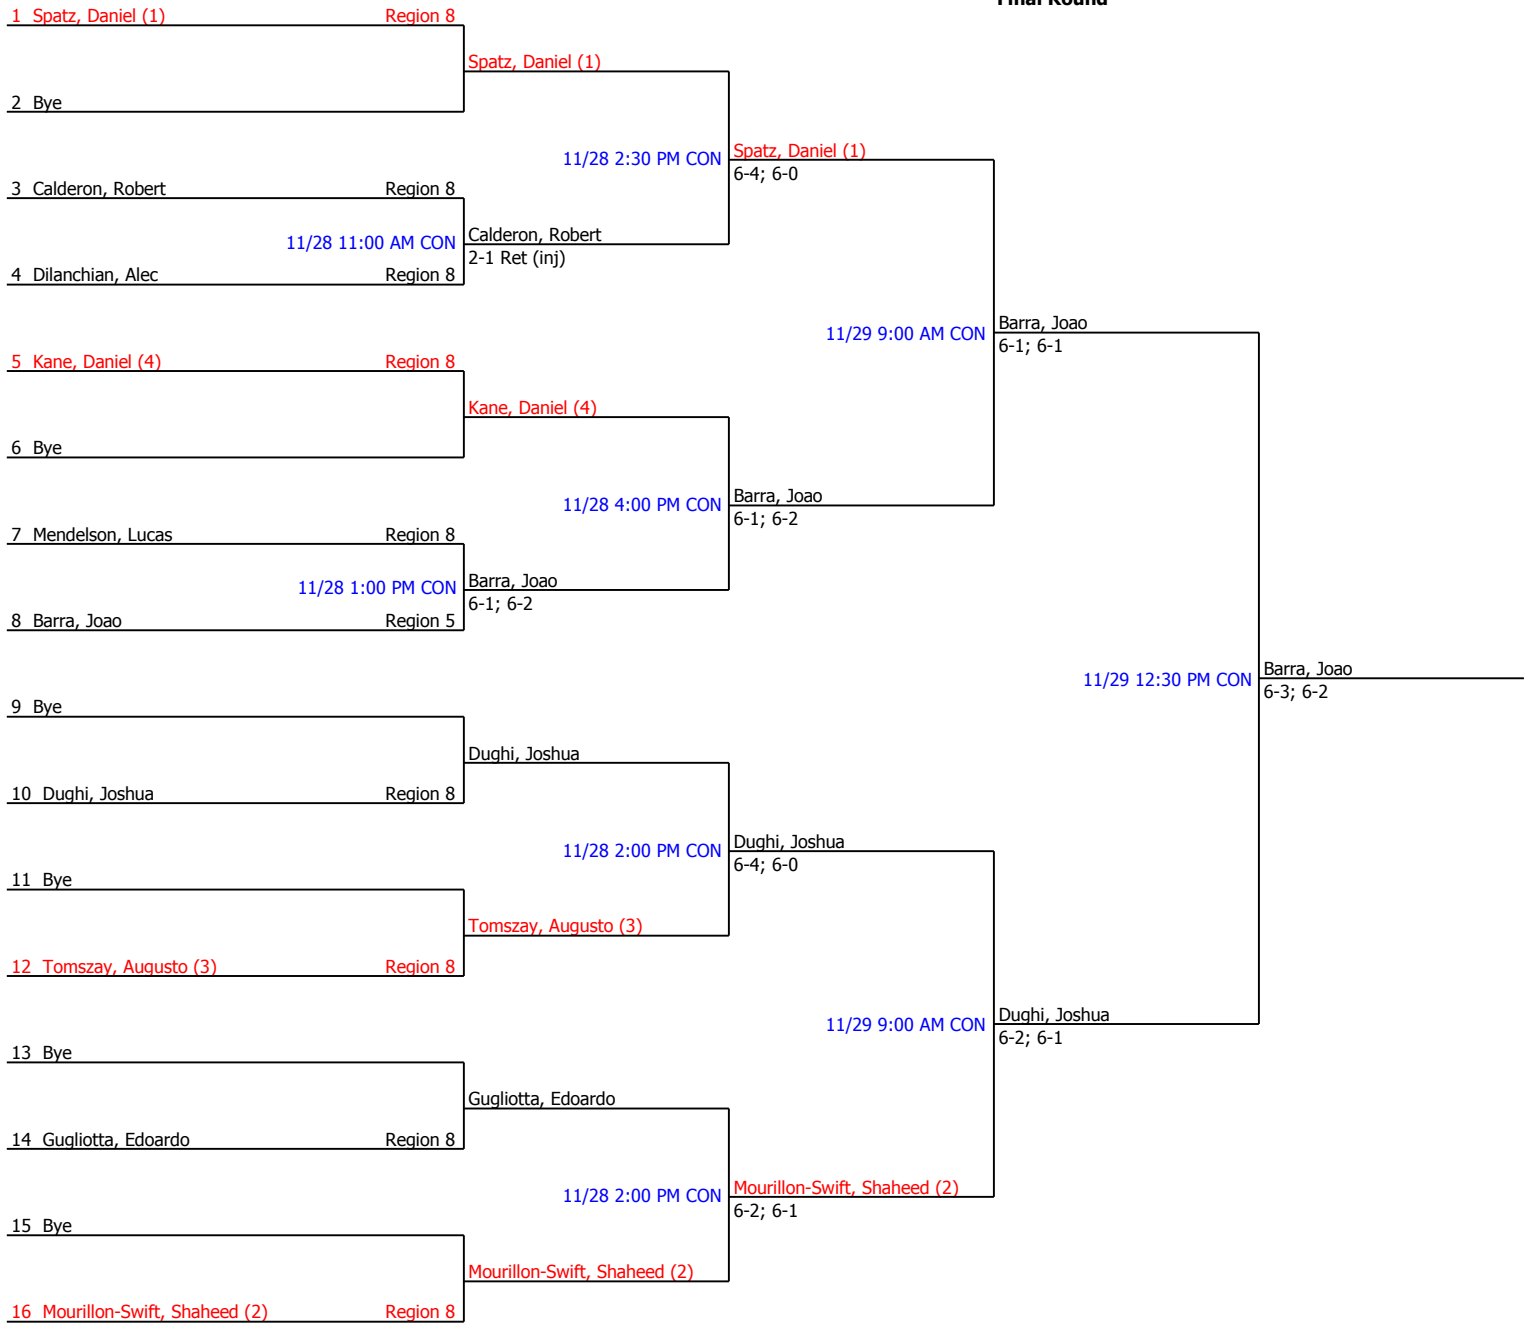 Final Round
1 Spatz, Daniel (1) Region 8
Spatz, Daniel (1)
2 Bye
11/28 2:30 PM CON Spatz, Daniel (1)
6-4; 6-0
3 Calderon, Robert Region 8
11/28 11:00 AM CON Calderon, Robert
2-1 Ret (inj)
4 Dilanchian, Alec Region 8
11/29 9:00 AM CON Barra, Joao
6-1; 6-1
5 Kane, Daniel (4) Region 8
Kane, Daniel (4)
6 Bye
11/28 4:00 PM CON Barra, Joao
6-1; 6-2
7 Mendelson, Lucas Region 8
11/28 1:00 PM CON Barra, Joao
6-1; 6-2
8 Barra, Joao Region 5
11/29 12:30 PM CON Barra, Joao
6-3; 6-2
9 Bye
Dughi, Joshua
10 Dughi, Joshua Region 8
11/28 2:00 PM CON Dughi, Joshua
6-4; 6-0
11 Bye
Tomszay, Augusto (3)
12 Tomszay, Augusto (3) Region 8
11/29 9:00 AM CON Dughi, Joshua
6-2; 6-1
13 Bye
Gugliotta, Edoardo
14 Gugliotta, Edoardo Region 8
11/28 2:00 PM CON Mourillon-Swift, Shaheed (2)
6-2; 6-1
15 Bye
Mourillon-Swift, Shaheed (2)
16 Mourillon-Swift, Shaheed (2) Region 8